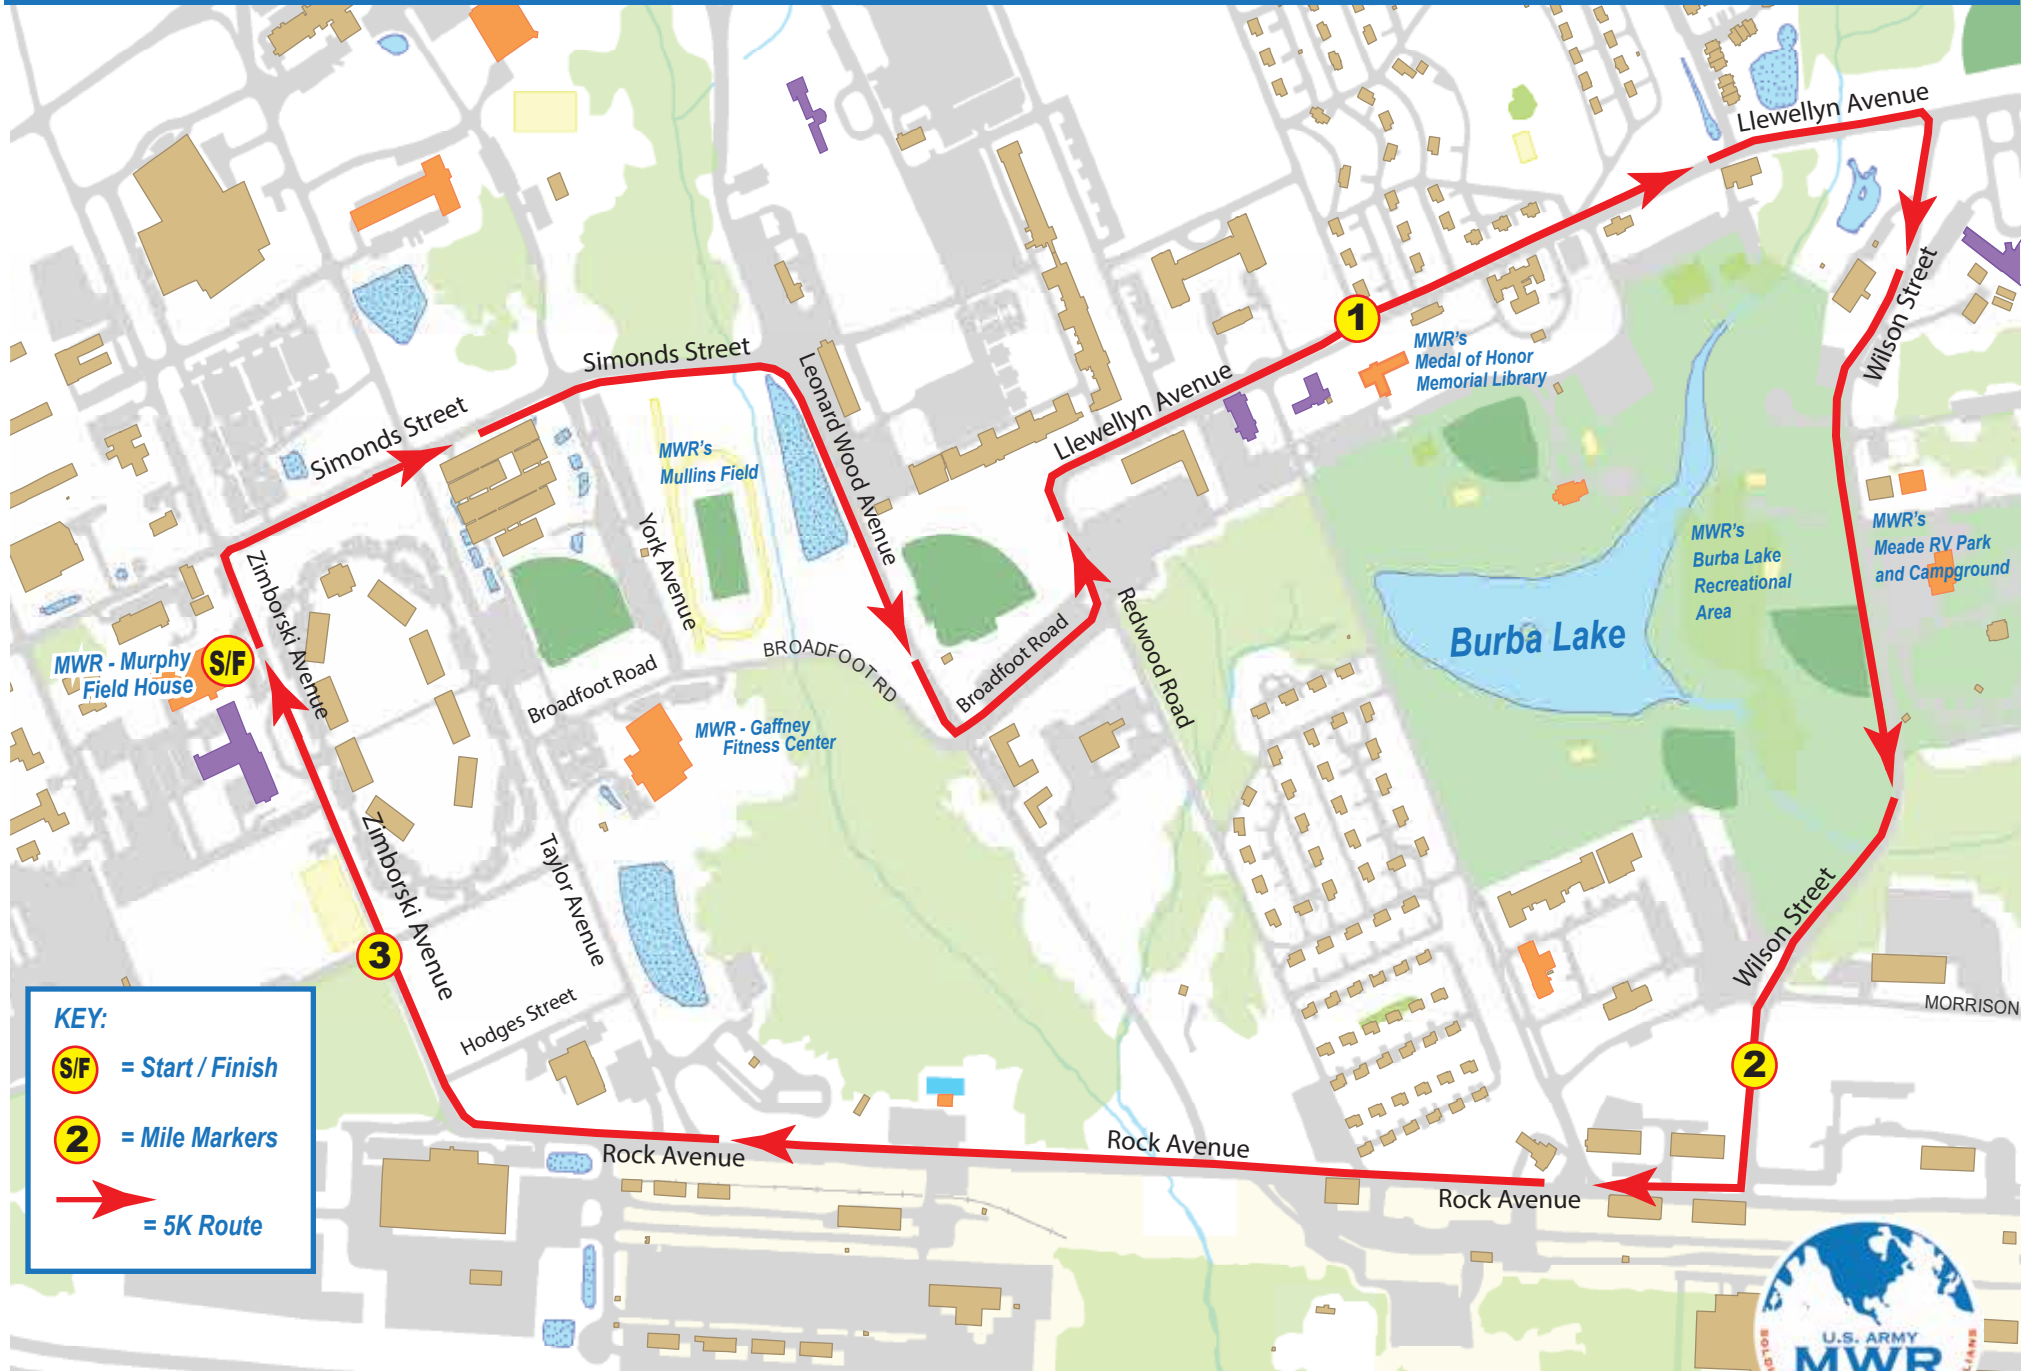 Llewellyn Avenue
Simonds Street
Leonard Wood Avenue
Simonds Street
Llewellyn Avenue
1
MWR's
Medal of Honor
Memorial Library
Wilson Street
MWR's
Mullins Field
York Avenue
Zimborski Avenue
MWR - Murphy
Field House
S/F
Broadfoot Road
BROADFOOT RD
Broadfoot Road
Redwood Road
Burba Lake
MWR's
Burba Lake
Recreational
Area
MWR's
Meade RV Park
and Campground
MWR - Gaffney
Fitness Center
Zimborski Avenue
Taylor Avenue
Wilson Street
3
Hodges Street
MORRISON
2
KEY:
S/F = Start / Finish
2 = Mile Markers
= 5K Route
Rock Avenue
Rock Avenue
Rock Avenue
U.S. ARMY
MWR